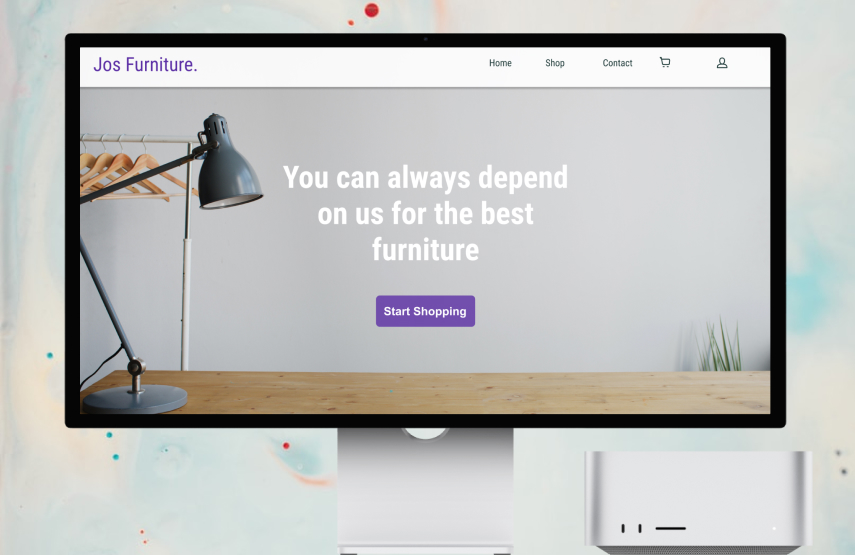 Jos Furniture.
Home Shop Contact
You can always depend
on us for the best
furniture
Start Shopping